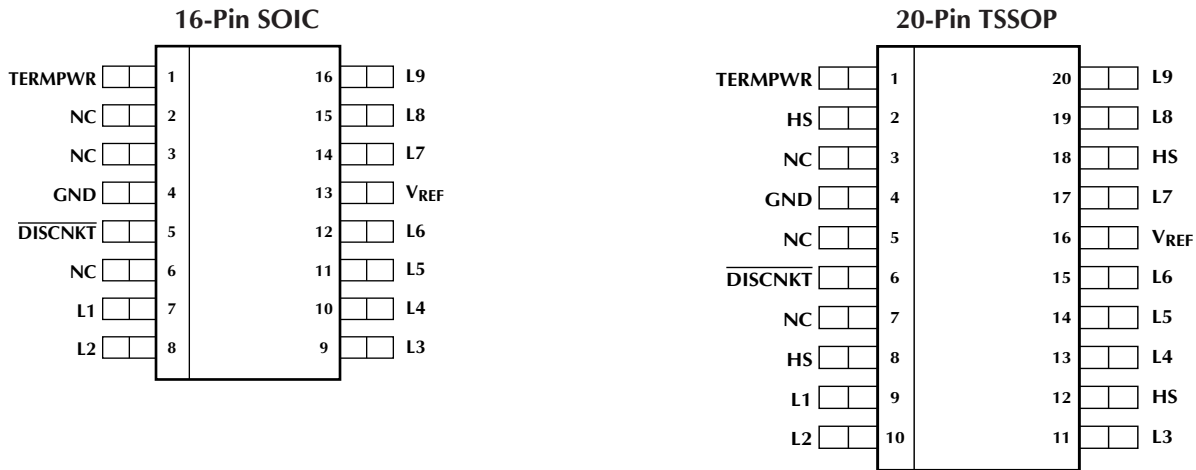 16-Pin SOIC
TERMPWR 1 16 L9
NC 2 15 L8
NC 3 14 L7
GND 4 13 VREF
DISCNKT 5 12 L6
NC 6 11 L5
L1 7 10 L4
L2 8 9 L3
20-Pin TSSOP
TERMPWR 1 20 L9
HS 2 19 L8
NC 3 18 HS
GND 4 17 L7
NC 5 16 VREF
DISCNKT 6 15 L6
NC 7 14 L5
HS 8 13 L4
L1 9 12 HS
L2 10 11 L3